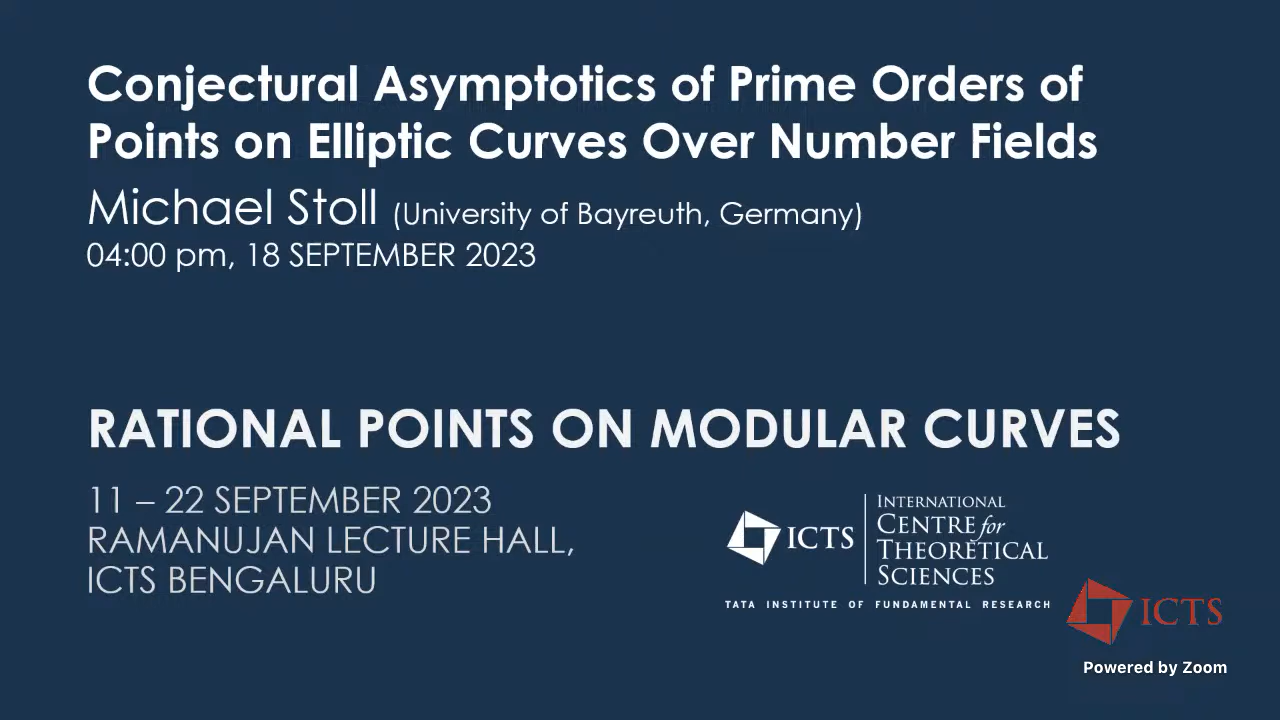 Conjectural Asymptotics of Prime Orders of
Points on Elliptic Curves Over Number Fields
Michael Stoll (University of Bayreuth, Germany)
04:00 pm, 18 SEPTEMBER 2023
RATIONAL POINTS ON MODULAR CURVES
11 – 22 SEPTEMBER 2023
RAMANUJAN LECTURE HALL,
ICTS BENGALURU
ICTS
INTERNATIONAL
CENTRE for
THEORETICAL
SCIENCES
TATA INSTITUTE OF FUNDAMENTAL RESEARCH
ICTS
Powered by Zoom